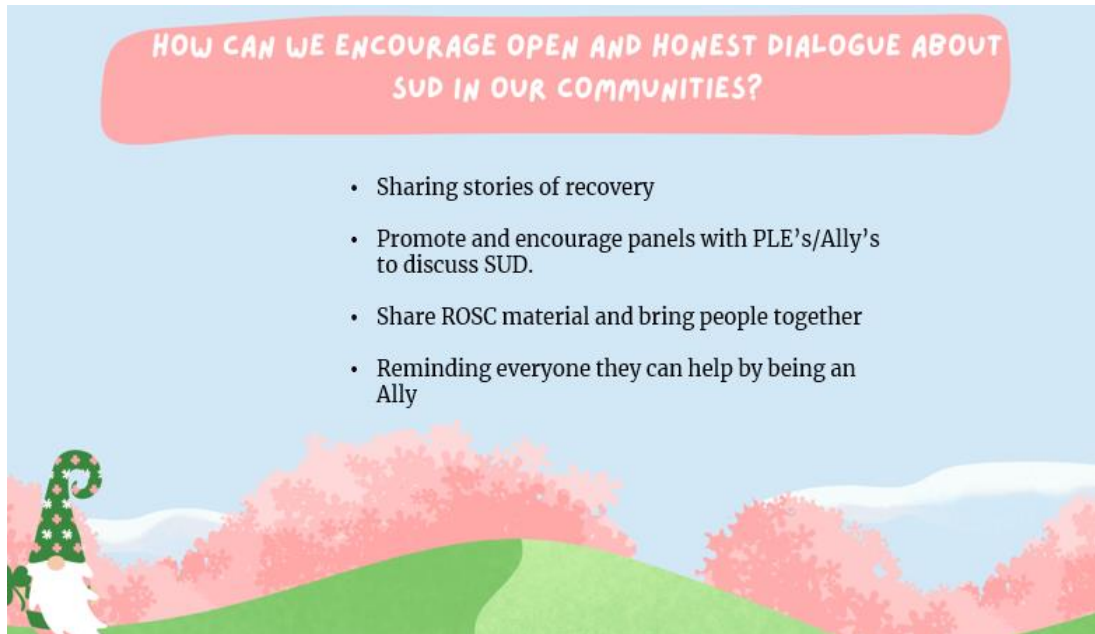 HOW CAN WE ENCOURAGE OPEN AND HONEST DIALOGUE ABOUT
SUD IN OUR COMMUNITIES?
• Sharing stories of recovery
• Promote and encourage panels with PLE’s/Ally’s
to discuss SUD.
• Share ROSC material and bring people together
• Reminding everyone they can help by being an
Ally